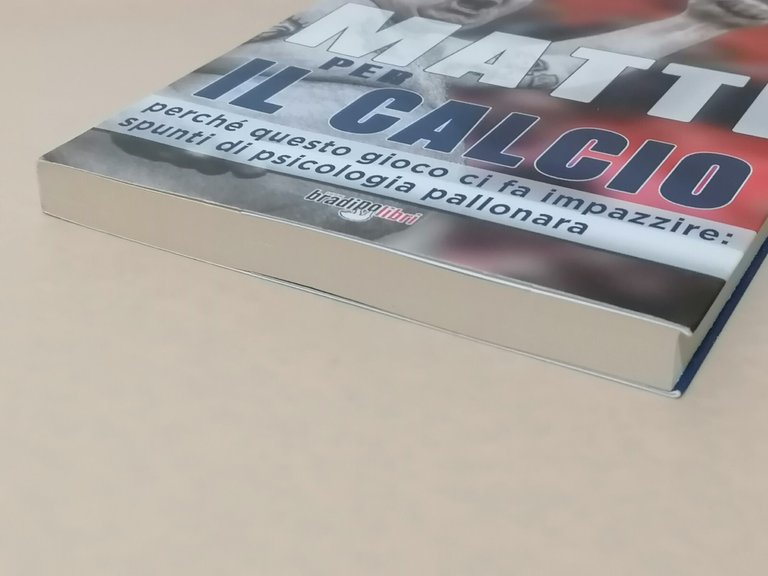 MATTI
PER
IL CALCIO
perché questo gioco ci fa impazzire:
spunti di psicologia pallonara
bradipolibri